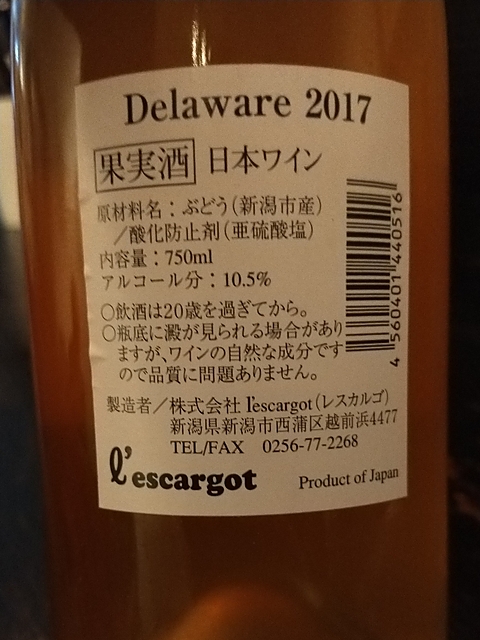 Delaware 2017
果実酒 日本ワイン
原材料名：ぶどう（新潟市産）
／酸化防止剤（亜硫酸塩）
内容量：750ml
アルコール分：10.5%
○飲酒は20歳を過ぎてから。
○瓶底に澱が見られる場合があり
ますが、ワインの自然な成分です
ので品質に問題ありません。
4 560401 440516
製造者／株式会社 l'escargot（レスカルゴ）
新潟県新潟市西蒲区越前浜4477
TEL/FAX 0256-77-2268
l'escargot Product of Japan